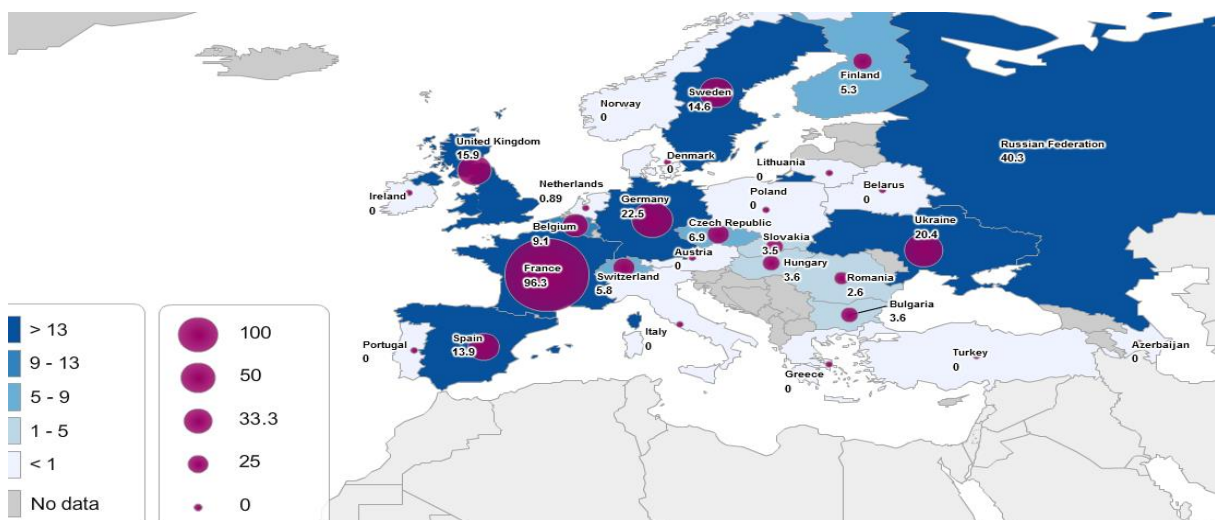 Finland
5.3
Sweden
14.6
Norway
0
Russian Federation
40.3
United Kingdom
15.9
Denmark
0
Lithuania
0
Ireland
0
Netherlands
0.89
Poland
0
Belarus
0
Germany
22.5
Belgium
9.1
Czech Republic
6.9
Ukraine
20.4
Slovakia
3.5
Austria
0
France
96.3
Switzerland
5.8
Hungary
3.6
Romania
2.6
Bulgaria
3.6
Italy
0
Portugal
0
Spain
13.9
Greece
0
Turkey
0
Azerbaijan
0
> 13
9 - 13
5 - 9
1 - 5
< 1
No data
100
50
33.3
25
0